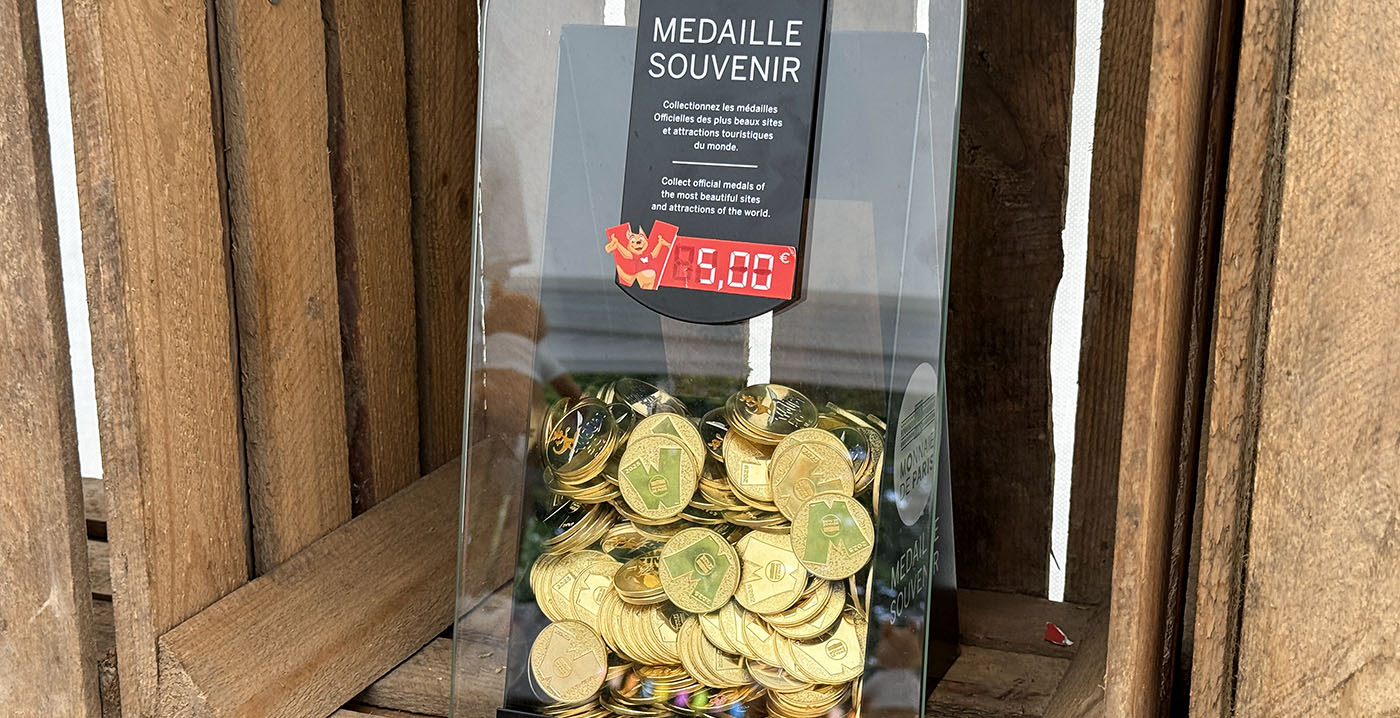 MEDAILLE
SOUVENIR
Collectionnez les médailles
Officielles des plus beaux sites
et attractions touristiques
du monde.
Collect official medals of
the most beautiful sites
and attractions of the world.
5,00 €
MONNAIE
DE PARIS
MEDAILLE
SOUVENIR